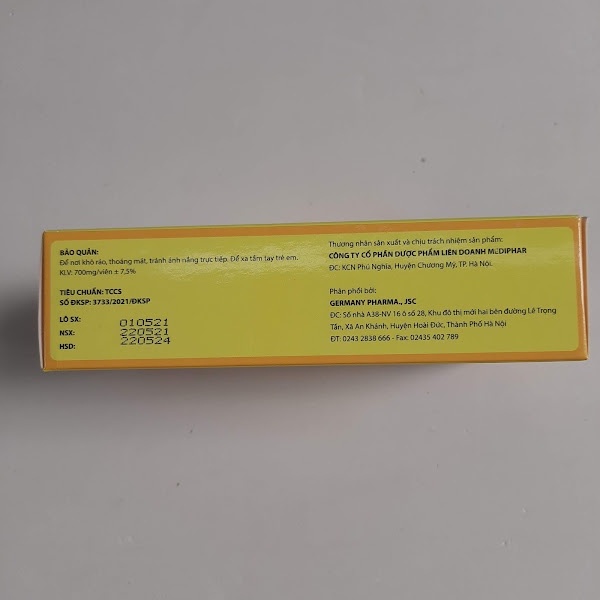 BẢO QUẢN:
Để nơi khô ráo, thoáng mát, tránh ánh nắng trực tiếp. Để xa tầm tay trẻ em.
KLV: 700mg/viên ± 7,5%
TIÊU CHUẨN: TCCS
SỐ ĐKSP: 3733/2021/ĐKSP
LÔ SX: 010521
NSX: 220521
HSD: 220524
Thương nhân sản xuất và chịu trách nhiệm sản phẩm:
CÔNG TY CỔ PHẦN DƯỢC PHẨM LIÊN DOANH MEDIPHAR
ĐC: KCN Phú Nghĩa, Huyện Chương Mỹ, TP. Hà Nội.
Phân phối bởi:
GERMANY PHARMA., JSC
ĐC: Số nhà A38-NV 16 ô số 28, Khu đô thị mới hai bên đường Lê Trọng
Tấn, Xã An Khánh, Huyện Hoài Đức, Thành Phố Hà Nội
ĐT: 0243 2838 666 - Fax: 02435 402 789